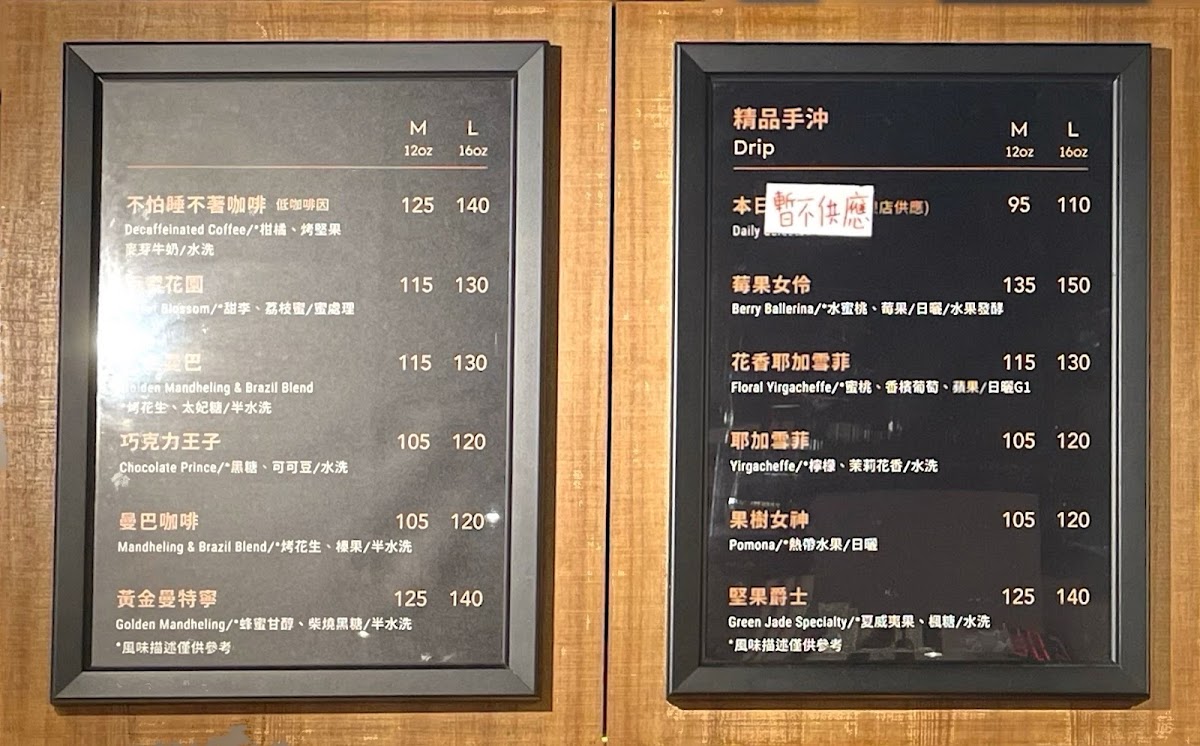 M L
12oz 16oz
不怕睡不著咖啡 低咖啡因 125 140
Decaffeinated Coffee/*柑橘、烤堅果
麥芽牛奶/水洗
花園 115 130
Blossom/*甜李、荔枝蜜/蜜處理
曼巴 115 130
Golden Mandheling & Brazil Blend
*烤花生、太妃糖/半水洗
巧克力王子 105 120
Chocolate Prince/*黑糖、可可豆/水洗
曼巴咖啡 105 120
Mandheling & Brazil Blend/*烤花生、榛果/半水洗
黃金曼特寧 125 140
Golden Mandheling/*蜂蜜甘醇、柴燒黑糖/半水洗
*風味描述僅供參考
精品手沖
Drip
M L
12oz 16oz
本日 店供應) 95 110
暫不供應
Daily
莓果女伶 135 150
Berry Ballerina/*水蜜桃、莓果/日曬/水果發酵
花香耶加雪菲 115 130
Floral Yirgacheffe/*蜜桃、香檳葡萄、蘋果/日曬G1
耶加雪菲 105 120
Yirgacheffe/*檸檬、茉莉花香/水洗
果樹女神 105 120
Pomona/*熱帶水果/日曬
堅果爵士 125 140
Green Jade Specialty/*夏威夷果、楓糖/水洗
*風味描述僅供參考